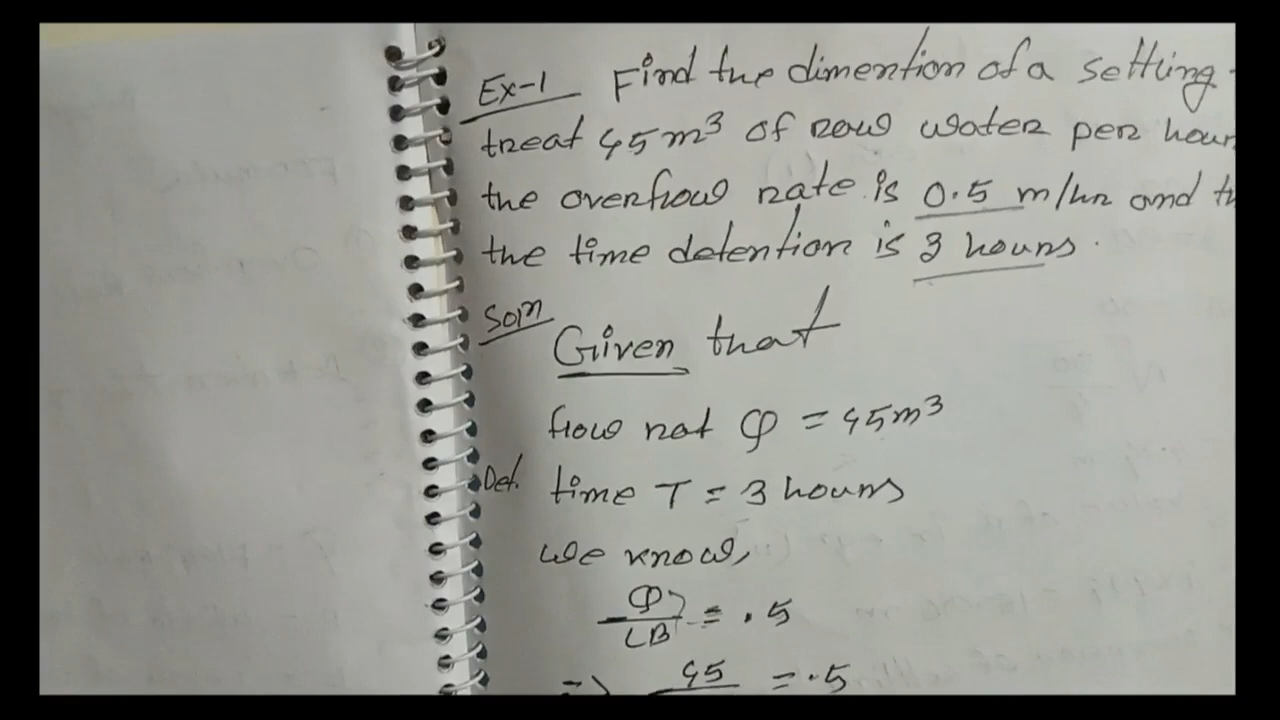 Ex-1 Find the dimention of a settling
treat 45 m³ of raw water per hour
the overflow rate is 0.5 m/hr and th
the time detention is 3 hours.
Soln
Given that
flow rat Q = 45m³
Det. time T = 3 hours
we know,
Q/LB = .5
=> 45 = .5